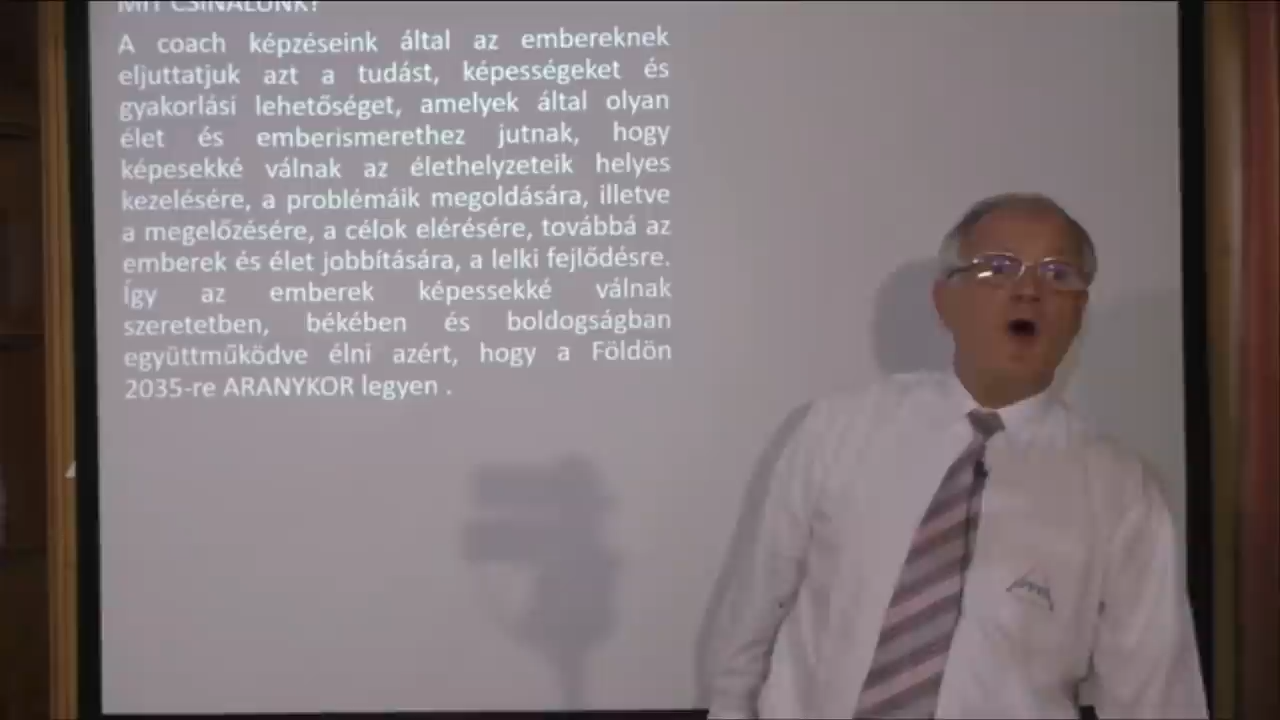 MIT CSINÁLUNK?
A coach képzéseink által az embereknek
eljuttatjuk azt a tudást, képességeket és
gyakorlási lehetőséget, amelyek által olyan
élet és emberismerethez jutnak, hogy
képesekké válnak az élethelyzeteik helyes
kezelésére, a problémáik megoldására, illetve
a megelőzésére, a célok elérésére, továbbá az
emberek és élet jobbítására, a lelki fejlődésre.
Így az emberek képessekké válnak
szeretetben, békében és boldogságban
együttműködve élni azért, hogy a Földön
2035-re ARANYKOR legyen .